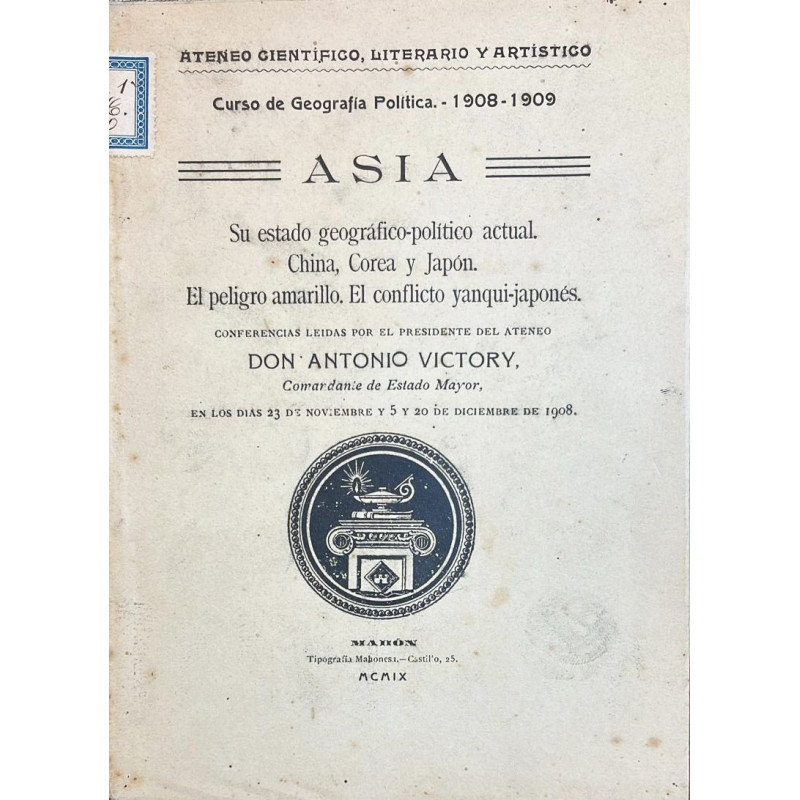 ATENEO CIENTÍFICO, LITERARIO Y ARTÍSTICO
1
Curso de Geografía Política. - 1908 - 1909
ASIA
Su estado geográfico-político actual.
China, Corea y Japón.
El peligro amarillo. El conflicto yanqui-japonés.
CONFERENCIAS LEIDAS POR EL PRESIDENTE DEL ATENEO
DON ANTONIO VICTORY,
Comandante de Estado Mayor,
EN LOS DIAS 23 DE NOVIEMBRE Y 5 Y 20 DE DICIEMBRE DE 1908.
MAHÓN
Tipografía Mahonesa.—Castillo, 25.
MCMIX